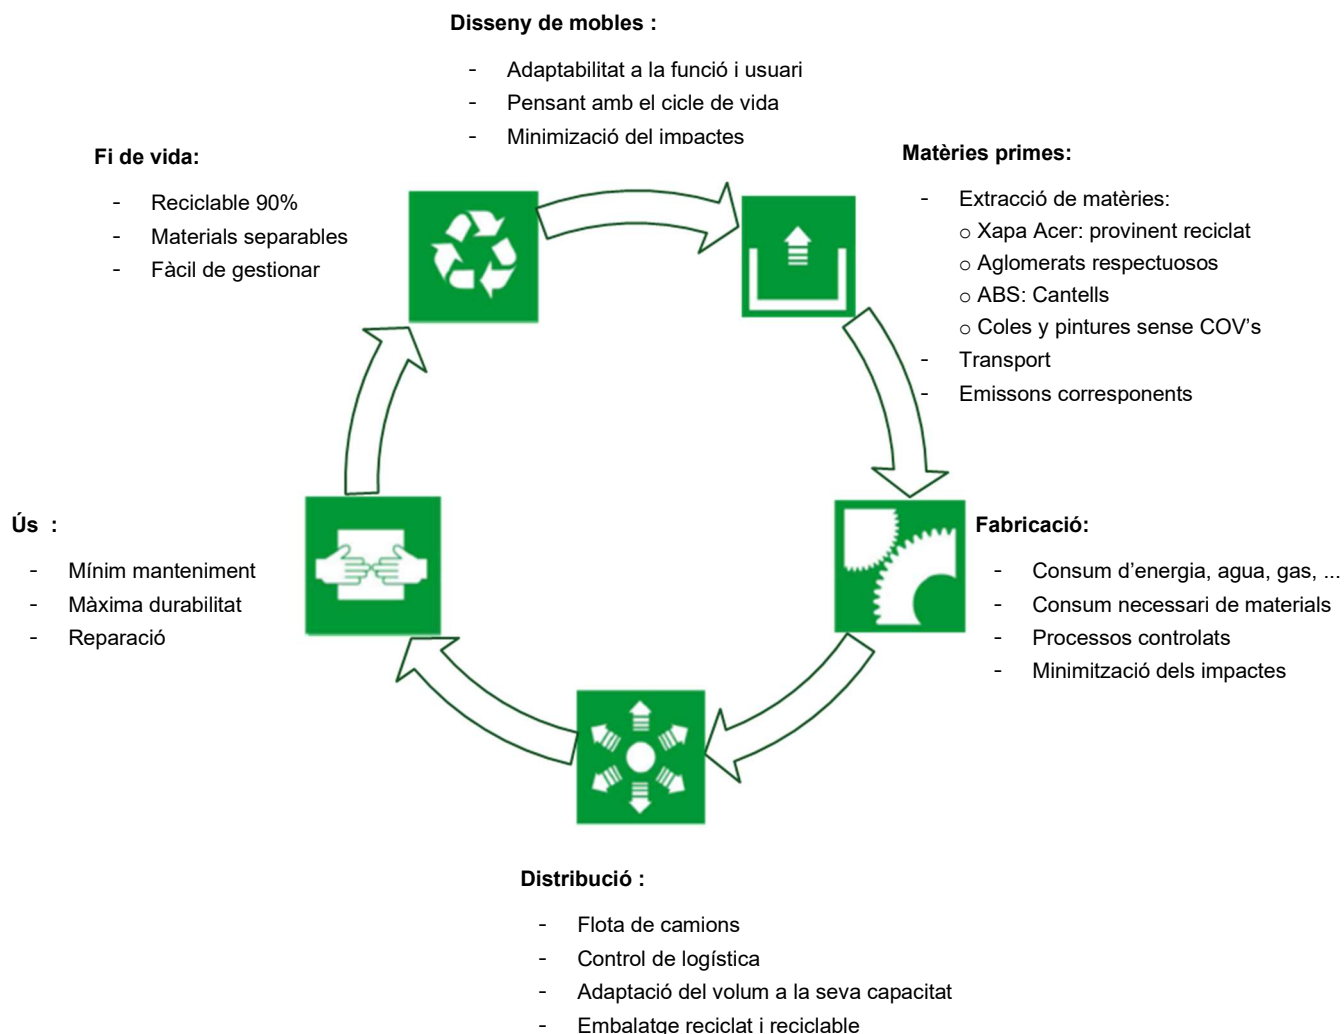 Disseny de mobles :
- Adaptabilitat a la funció i usuari
- Pensant amb el cicle de vida
- Minimizació del impactes
Fi de vida:
- Reciclable 90%
- Materials separables
- Fàcil de gestionar
Matèries primes:
- Extracció de matèries:
o Xapa Acer: provinent reciclat
o Aglomerats respectuosos
o ABS: Cantells
o Coles y pintures sense COV’s
- Transport
- Emissons corresponents
Ús :
- Mínim manteniment
- Màxima durabilitat
- Reparació
Fabricació:
- Consum d’energia, agua, gas, ...
- Consum necessari de materials
- Processos controlats
- Minimització dels impactes
Distribució :
- Flota de camions
- Control de logística
- Adaptació del volum a la seva capacitat
- Embalatge reciclat i reciclable